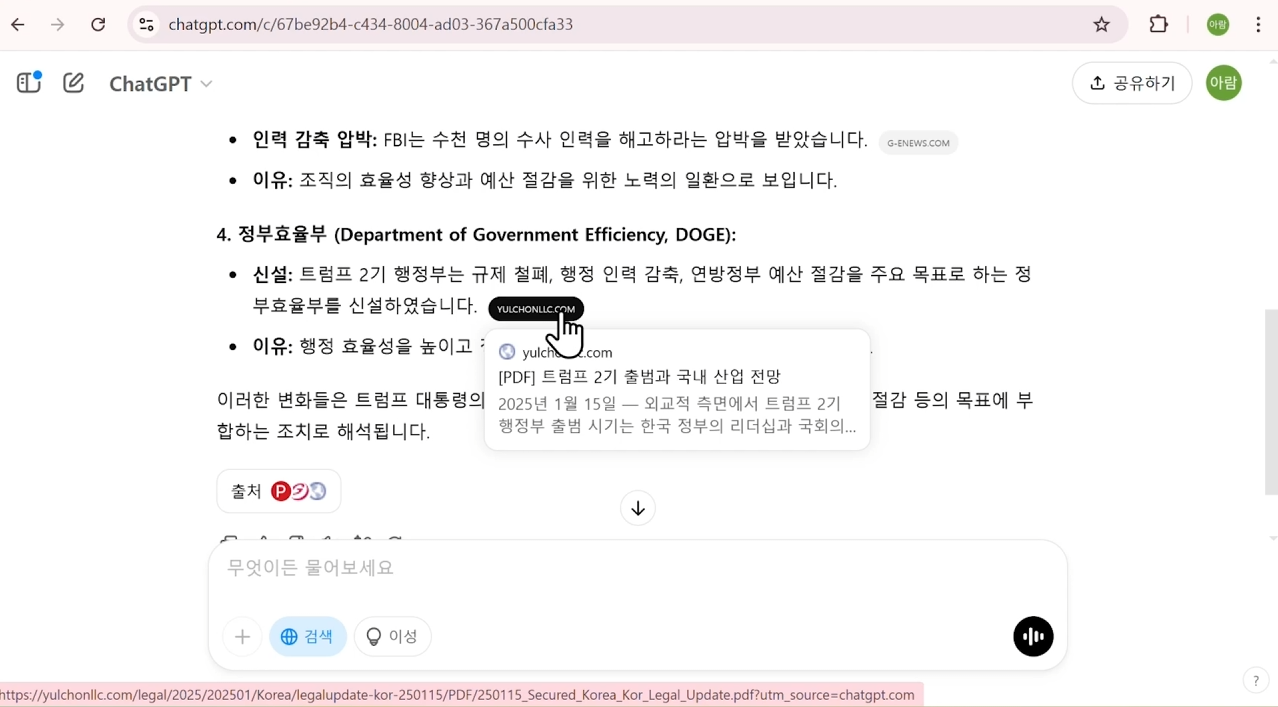 chatgpt.com/c/67be92b4-c434-8004-ad03-367a500cfa33
아람
ChatGPT
공유하기
아람
• 인력 감축 압박: FBI는 수천 명의 수사 인력을 해고하라는 압박을 받았습니다. G-ENEWS.COM
• 이유: 조직의 효율성 향상과 예산 절감을 위한 노력의 일환으로 보입니다.
4. 정부효율부 (Department of Government Efficiency, DOGE):
• 신설: 트럼프 2기 행정부는 규제 철폐, 행정 인력 감축, 연방정부 예산 절감을 주요 목표로 하는 정
부효율부를 신설하였습니다. YULCHONLLC.COM
• 이유: 행정 효율성을 높이고
yulchonllc.com
[PDF] 트럼프 2기 출범과 국내 산업 전망
2025년 1월 15일 — 외교적 측면에서 트럼프 2기
행정부 출범 시기는 한국 정부의 리더십과 국회의...
이러한 변화들은 트럼프 대통령의 절감 등의 목표에 부
합하는 조치로 해석됩니다.
출처
무엇이든 물어보세요
검색
이성
?
https://yulchonllc.com/legal/2025/202501/Korea/legalupdate-kor-250115/PDF/250115_Secured_Korea_Kor_Legal_Update.pdf?utm_source=chatgpt.com